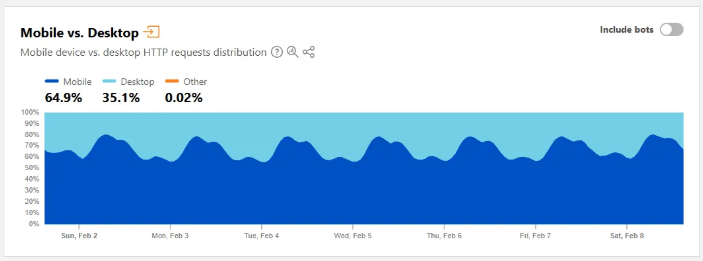 Mobile vs. Desktop
Include bots
Mobile device vs. desktop HTTP requests distribution
Mobile Desktop Other
64.9% 35.1% 0.02%
100%
90%
80%
70%
60%
50%
40%
30%
20%
10%
0%
Sun, Feb 2 Mon, Feb 3 Tue, Feb 4 Wed, Feb 5 Thu, Feb 6 Fri, Feb 7 Sat, Feb 8